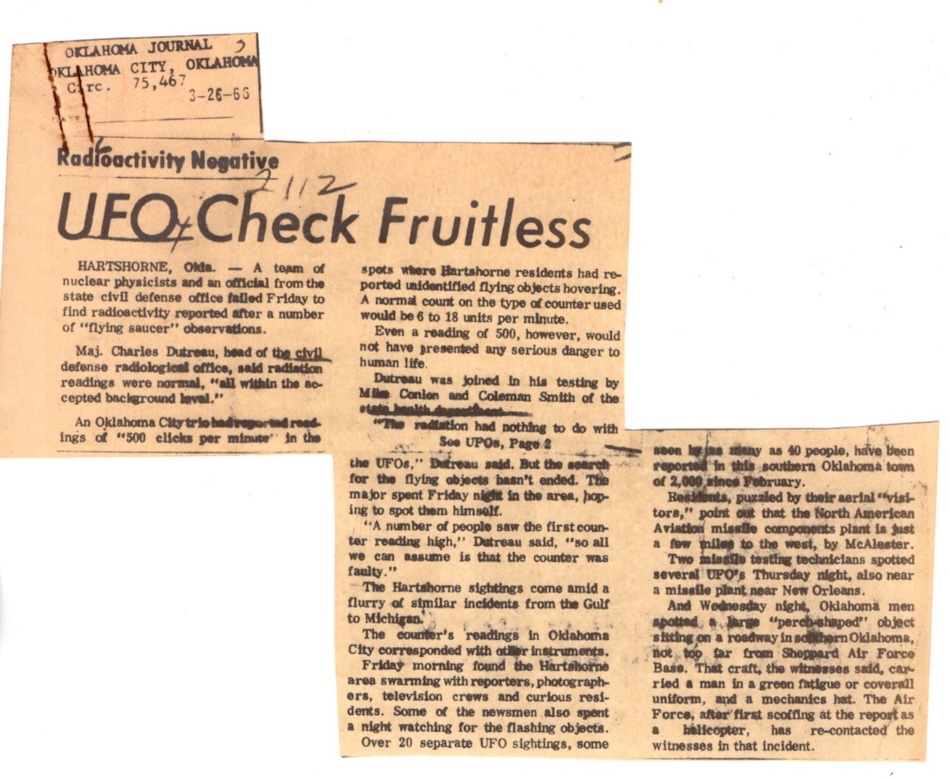 OKLAHOMA JOURNAL
OKLAHOMA CITY, OKLAHOMA
Circ. 75,467
3-26-66
Radioactivity Negative
2112
UFO Check Fruitless
HARTSHORNE, Okla. — A team of
nuclear physicists and an official from the
state civil defense office failed Friday to
find radioactivity reported after a number
of "flying saucer" observations.
Maj. Charles Dutreau, head of the civil
defense radiological office, said radiation
readings were normal, "all within the ac-
cepted background level."
An Oklahoma City trio had reported read-
ings of "500 clicks per minute" in the
spots where Hartshorne residents had re-
ported unidentified flying objects hovering.
A normal count on the type of counter used
would be 6 to 18 units per minute.
Even a reading of 500, however, would
not have presented any serious danger to
human life.
Dutreau was joined in his testing by
Mike Conlon and Coleman Smith of the
state health department.
"The radiation had nothing to do with
See UFOs, Page 2
the UFOs," Dutreau said. But the search
for the flying objects hasn't ended. The
major spent Friday night in the area, hop-
ing to spot them himself.
"A number of people saw the first coun-
ter reading high," Dutreau said, "so all
we can assume is that the counter was
faulty."
The Hartshorne sightings come amid a
flurry of similar incidents from the Gulf
to Michigan.
The counter's readings in Oklahoma
City corresponded with other instruments.
Friday morning found the Hartshorne
area swarming with reporters, photograph-
ers, television crews and curious resi-
dents. Some of the newsmen also spent
a night watching for the flashing objects.
Over 20 separate UFO sightings, some
seen by as many as 40 people, have been
reported in this southern Oklahoma town
of 2,000 since February.
Residents, puzzled by their aerial "visi-
tors," point out that the North American
Aviation missile components plant is just
a few miles to the west, by McAlester.
Two missile testing technicians spotted
several UFO's Thursday night, also near
a missile plant near New Orleans.
And Wednesday night, Oklahoma men
spotted a large "perch-shaped" object
sitting on a roadway in southern Oklahoma,
not too far from Sheppard Air Force
Base. That craft, the witnesses said, car-
ried a man in a green fatigue or coverall
uniform, and a mechanics hat. The Air
Force, after first scoffing at the report as
a helicopter, has re-contacted the
witnesses in that incident.